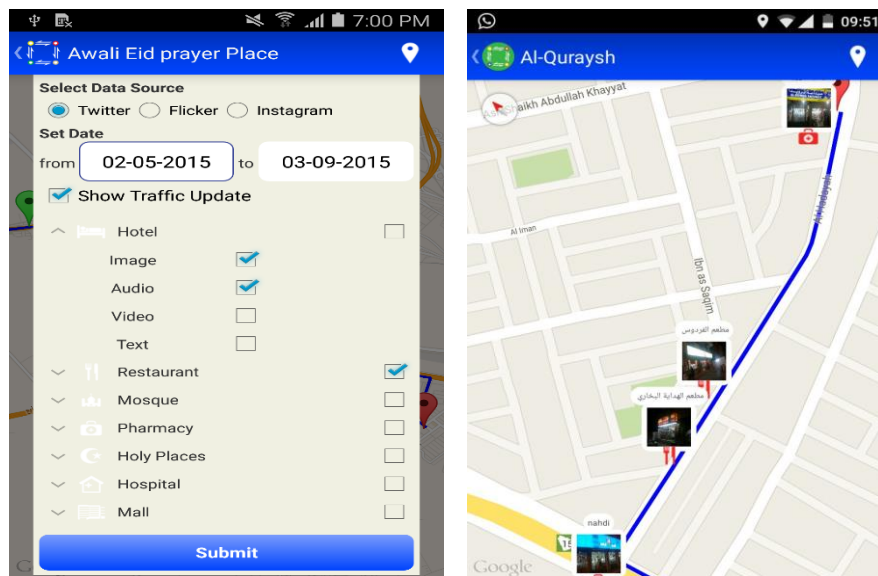 7:00 PM
Awali Eid prayer Place
Select Data Source
Twitter Flicker Instagram
Set Date
from 02-05-2015 to 03-09-2015
Show Traffic Update
Hotel
Image
Audio
Video
Text
Restaurant
Mosque
Pharmacy
Holy Places
Hospital
Mall
Submit
09:51
Al-Quraysh
Shaikh Abdullah Khayyat
Al Hadayah
Al Iman
Ibn as Saqim
مطعم الفردوس
مطعم الهداية البخاري
nahdi
Google